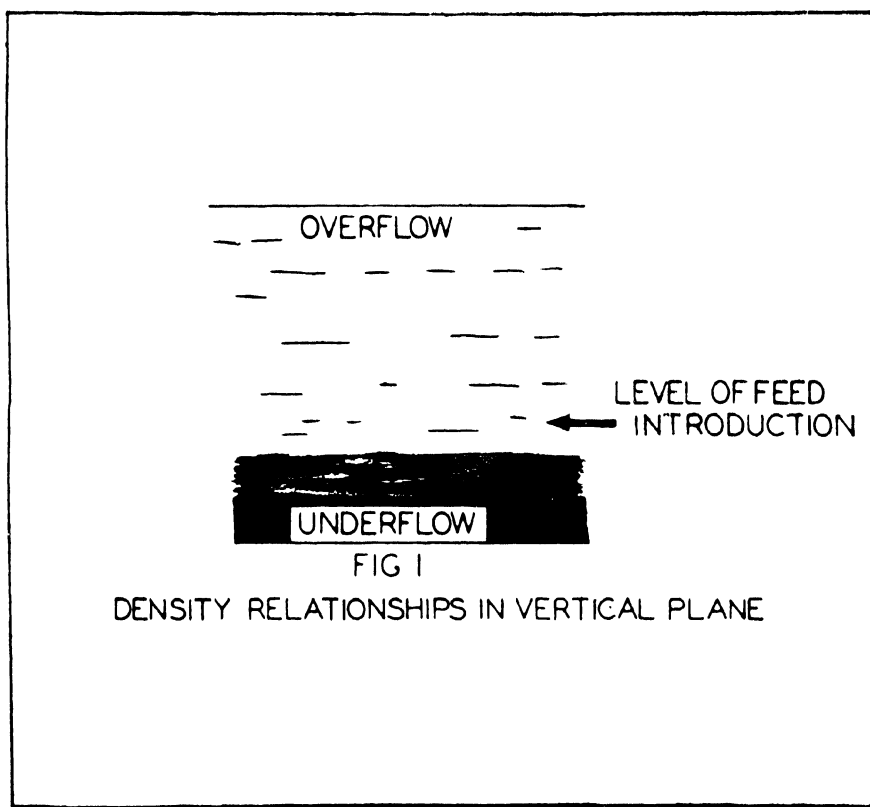 OVERFLOW
LEVEL OF FEED
INTRODUCTION
UNDERFLOW
FIG 1
DENSITY RELATIONSHIPS IN VERTICAL PLANE